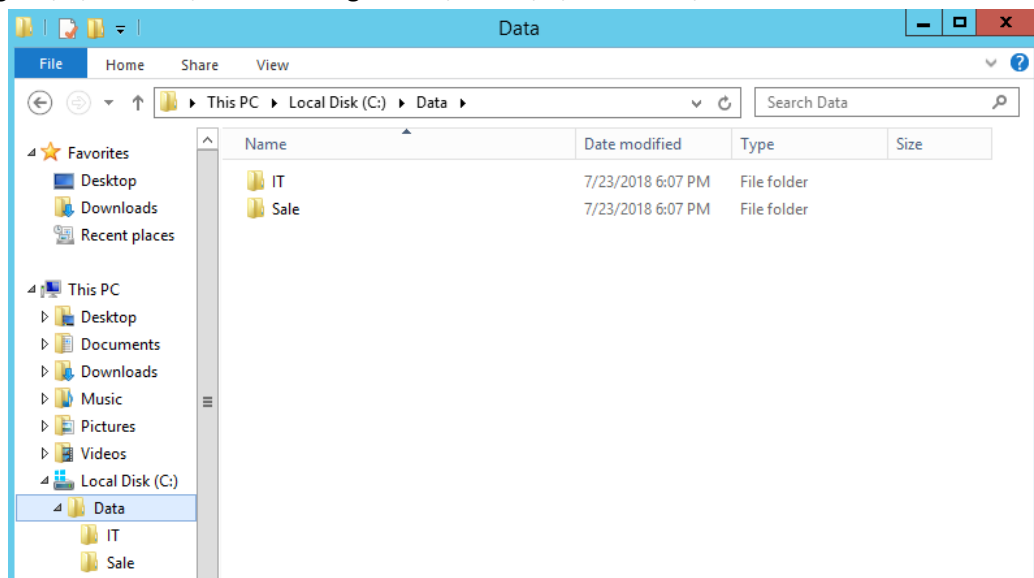 Data
File Home Share View
This PC Local Disk (C:) Data Search Data
Name Date modified Type Size
IT 7/23/2018 6:07 PM File folder
Sale 7/23/2018 6:07 PM File folder
Favorites
Desktop
Downloads
Recent places
This PC
Desktop
Documents
Downloads
Music
Pictures
Videos
Local Disk (C:)
Data
IT
Sale